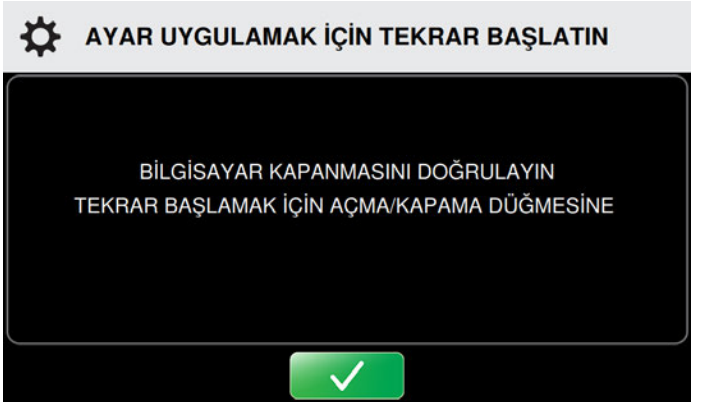 AYAR UYGULAMAK İÇİN TEKRAR BAŞLATIN
BİLGİSAYAR KAPANMASINI DOĞRULAYIN
TEKRAR BAŞLAMAK İÇİN AÇMA/KAPAMA DÜĞMESİNE